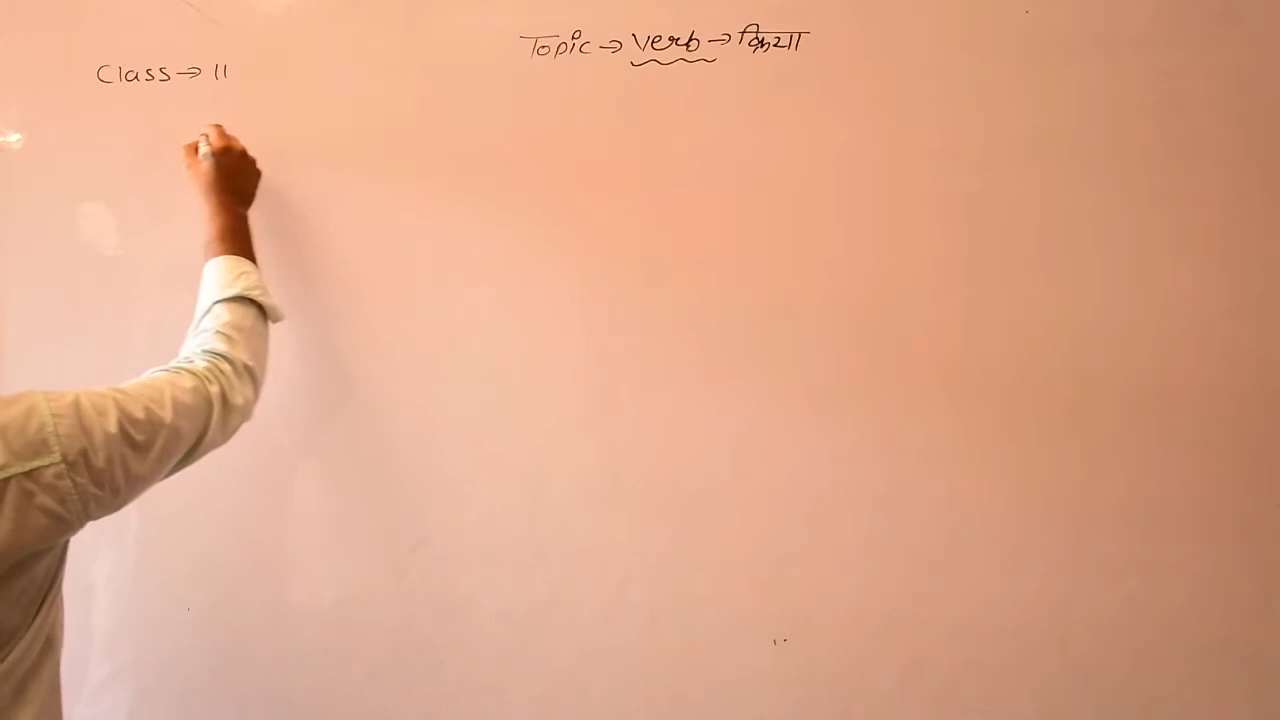 Topic → Verb → क्रिया
Class → 11